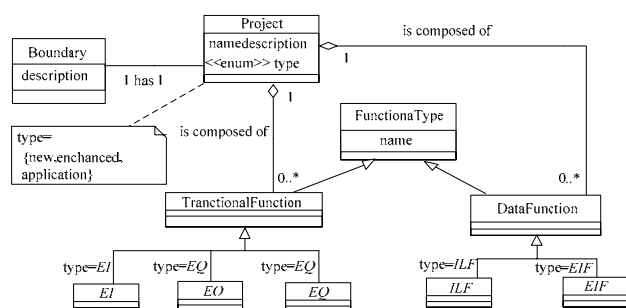 Project
namedescription
<<enum>> type
Boundary
description
1 has 1
is composed of
1
1
type=
{new,enchanced,
application}
is composed of
FunctionaType
name
0..*
0..*
TranctionalFunction
DataFunction
type=EI
type=EQ
type=EQ
type=ILF
type=EIF
EI
EO
EQ
ILF
EIF